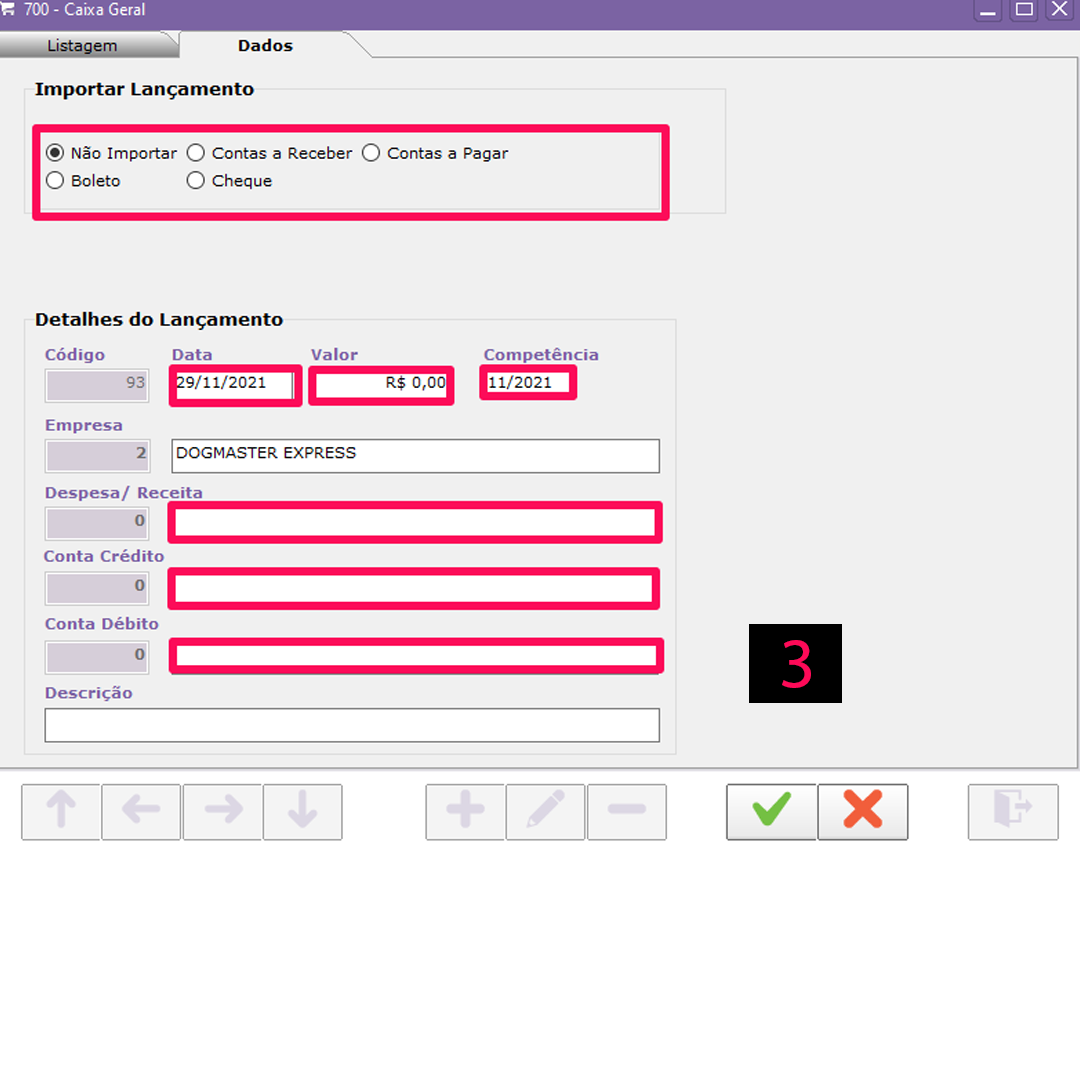 700 - Caixa Geral
Listagem Dados
Importar Lançamento
Não Importar Contas a Receber Contas a Pagar
Boleto Cheque
Detalhes do Lançamento
Código Data Valor Competência
93 29/11/2021 R$ 0,00 11/2021
Empresa
2 DOGMASTER EXPRESS
Despesa/ Receita
0
Conta Crédito
0
Conta Débito
0
3
Descrição